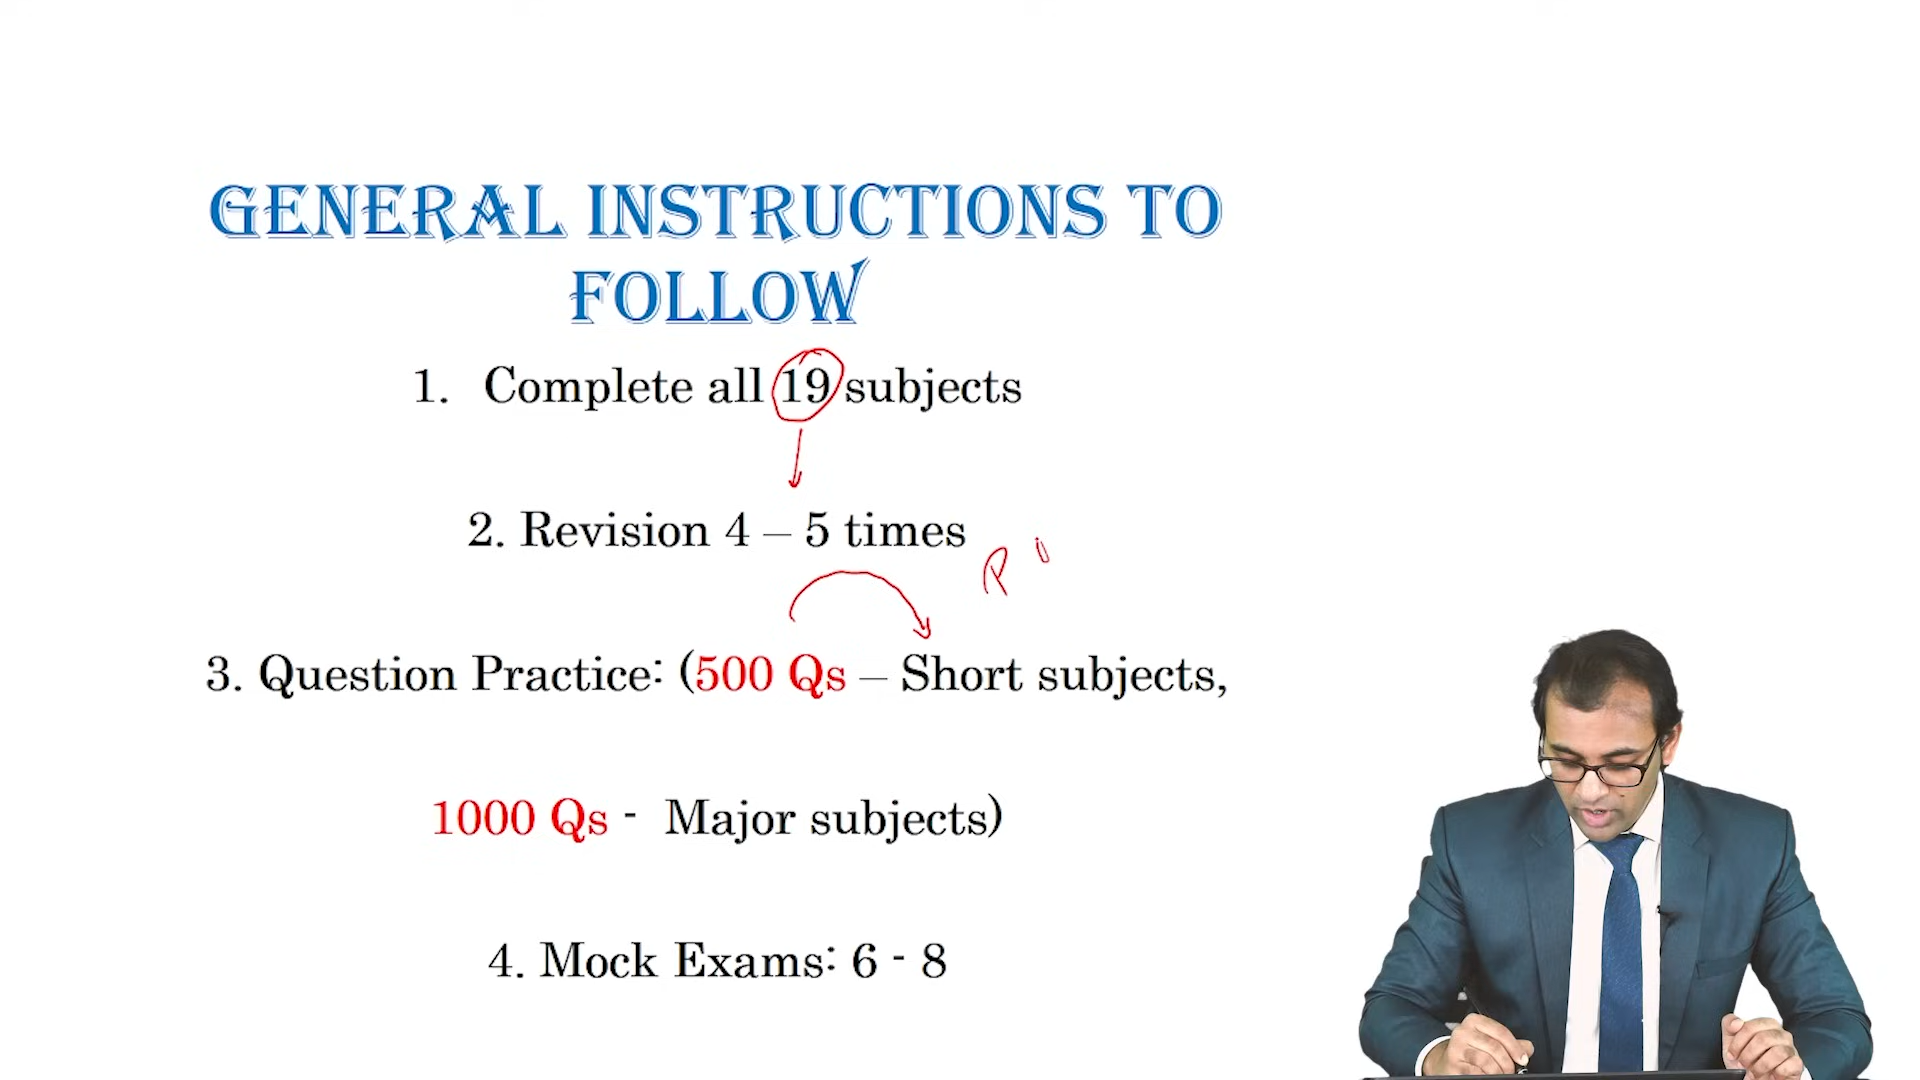 GENERAL INSTRUCTIONS TO
FOLLOW
1. Complete all 19 subjects
2. Revision 4 – 5 times
P
3. Question Practice: (500 Qs – Short subjects,
1000 Qs - Major subjects)
4. Mock Exams: 6 - 8